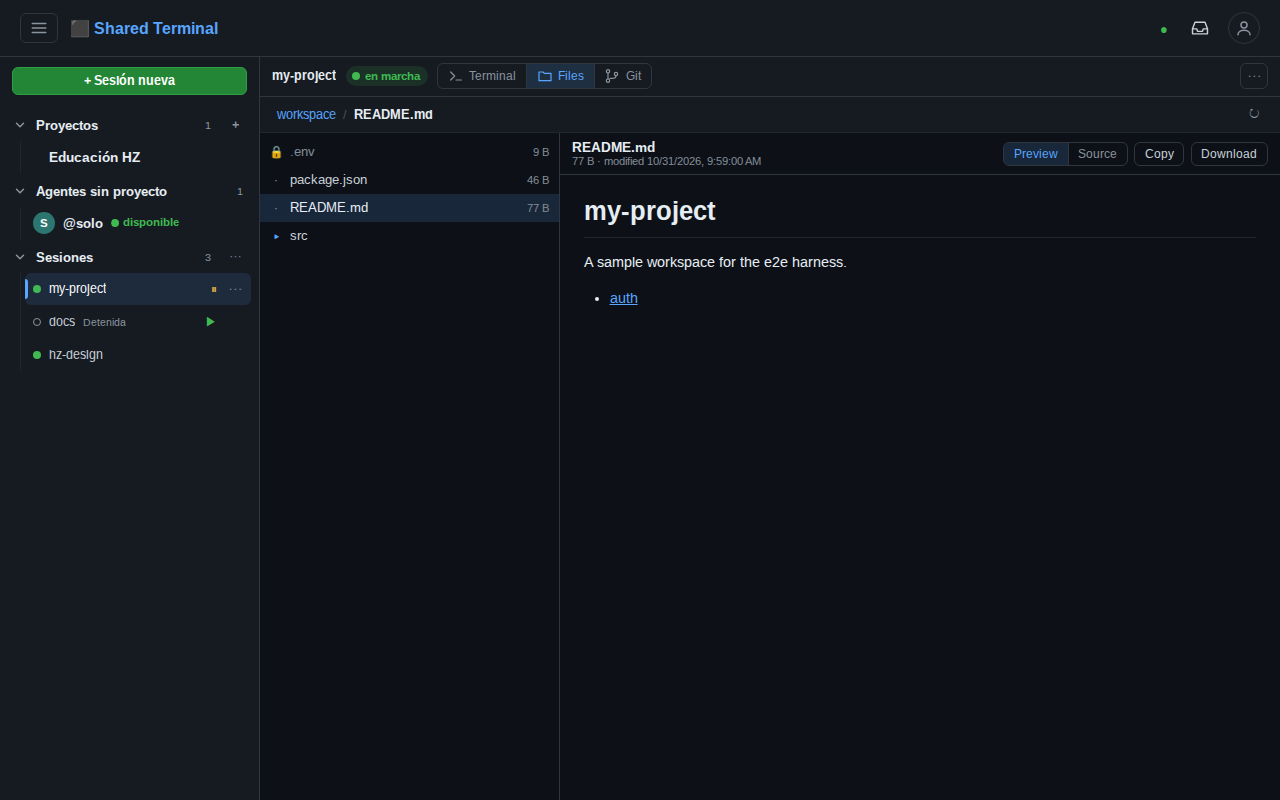 Shared Terminal
+ Sesión nueva
Proyectos 1 +
Educación HZ
Agentes sin proyecto 1
S @solo disponible
Sesiones 3 ...
my-project ...
docs Detenida
hz-design
my-project en marcha Terminal Files Git ...
workspace / README.md
.env 9 B
package.json 46 B
README.md 77 B
src
README.md
77 B · modified 10/31/2026, 9:59:00 AM
Preview Source Copy Download
my-project
A sample workspace for the e2e harness.
• auth